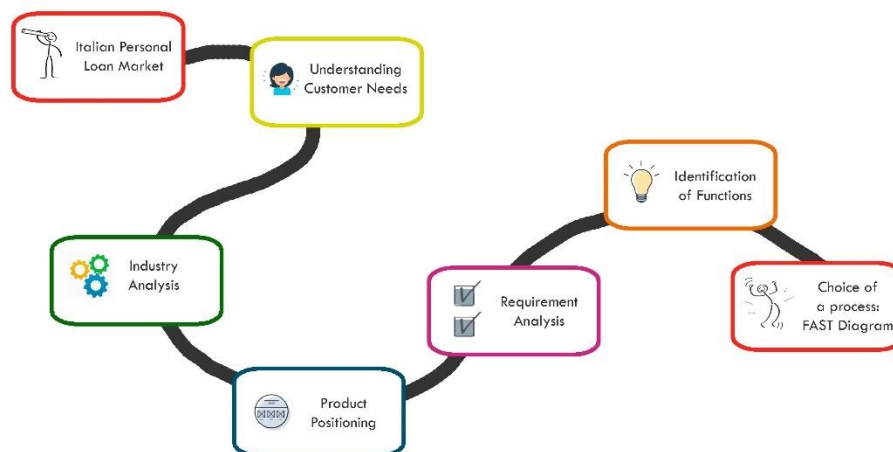 Italian Personal
Loan Market
Understanding
Customer Needs
Industry
Analysis
Product
Positioning
Requirement
Analysis
Identification
of Functions
Choice of
a process:
FAST Diagram